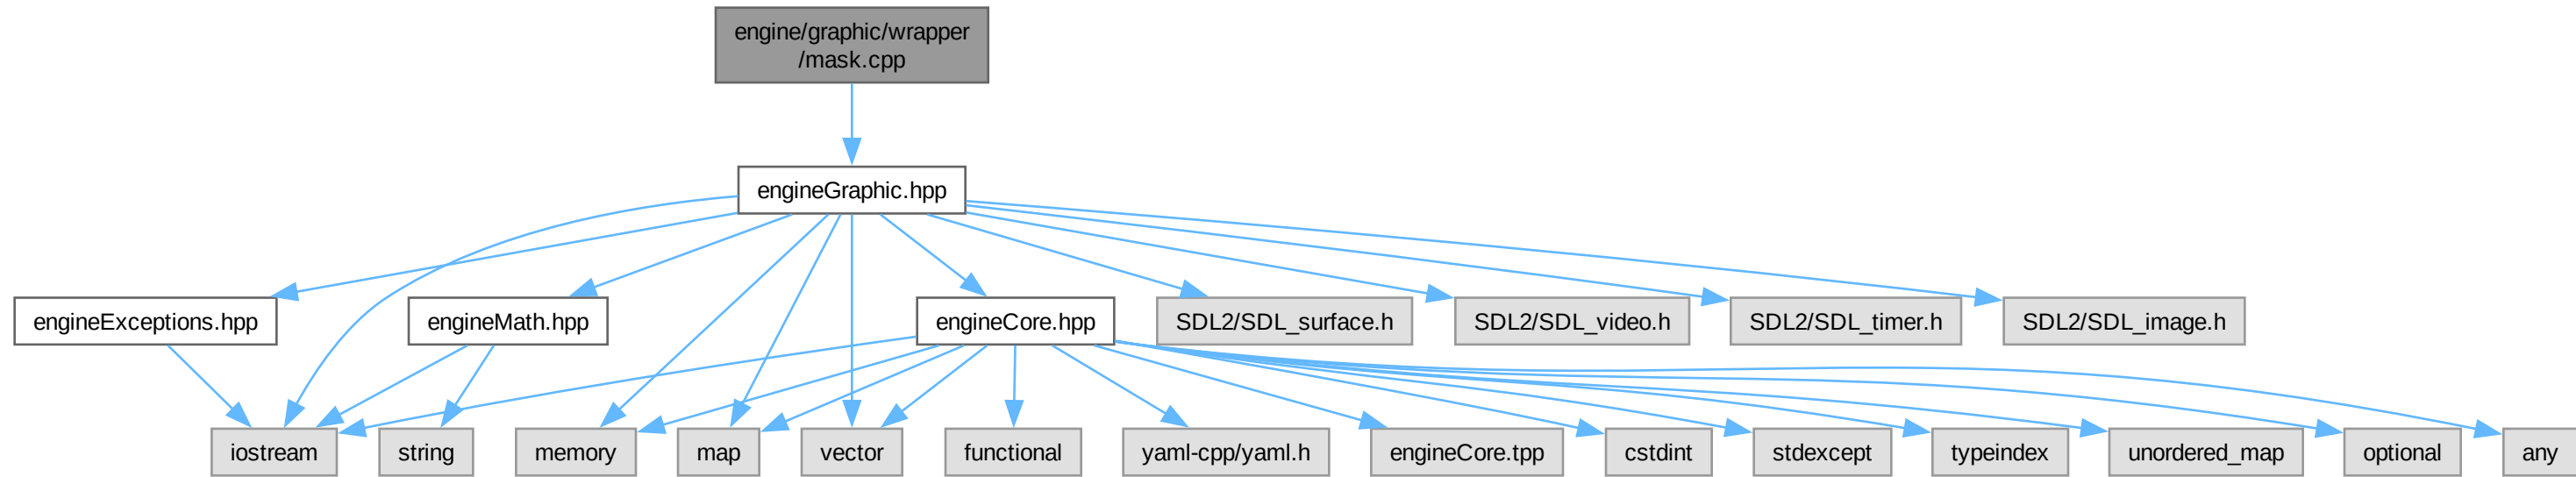 engine/graphic/wrapper
/mask.cpp
engineGraphic.hpp
engineExceptions.hpp
engineMath.hpp
engineCore.hpp
SDL2/SDL_surface.h
SDL2/SDL_video.h
SDL2/SDL_timer.h
SDL2/SDL_image.h
iostream
string
memory
map
vector
functional
yaml-cpp/yaml.h
engineCore.tpp
cstdint
stdexcept
typeindex
unordered_map
optional
any